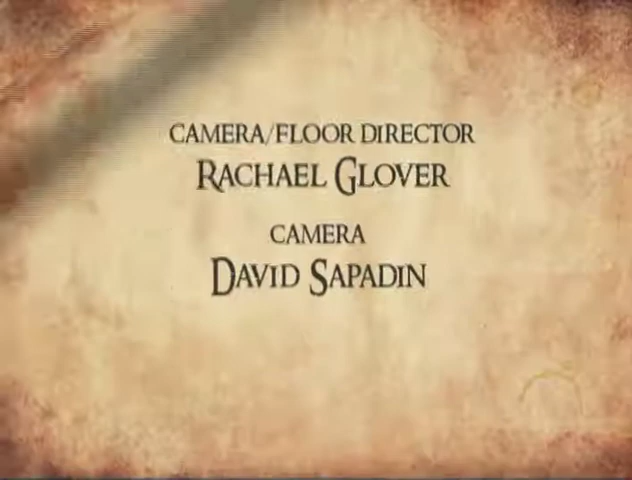 CAMERA/FLOOR DIRECTOR
RACHAEL GLOVER
CAMERA
DAVID SAPADIN